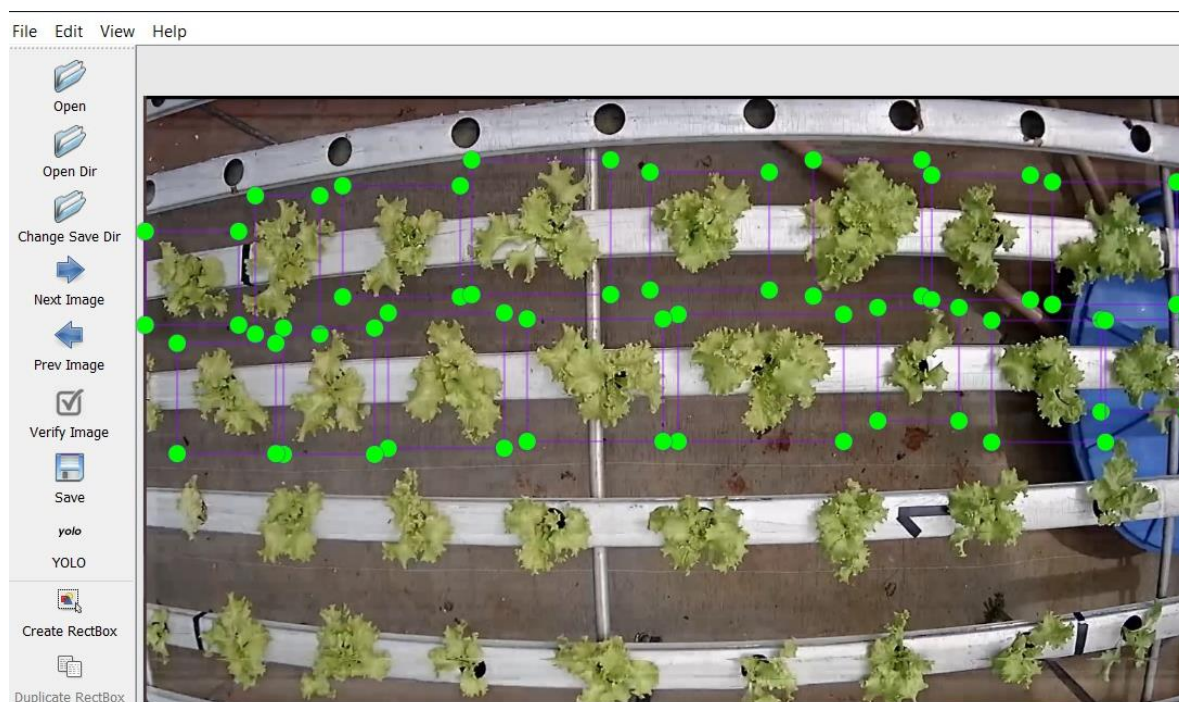 File Edit View Help
Open
Open Dir
Change Save Dir
Next Image
Prev Image
Verify Image
Save
yolo
YOLO
Create RectBox
Duplicate RectBox